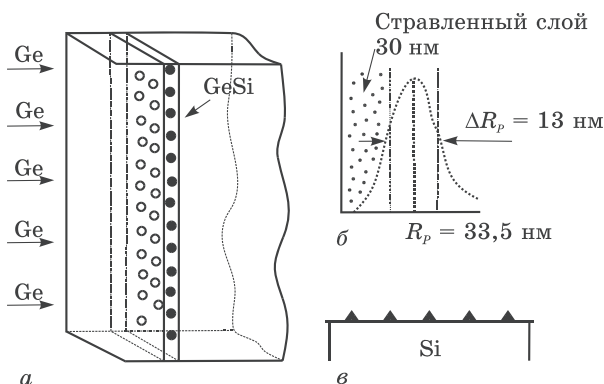 Ge
Ge
Ge
Ge
Ge
GeSi
а
Стравленный слой
30 нм
ΔR_P = 13 нм
R_P = 33,5 нм
б
Si
в